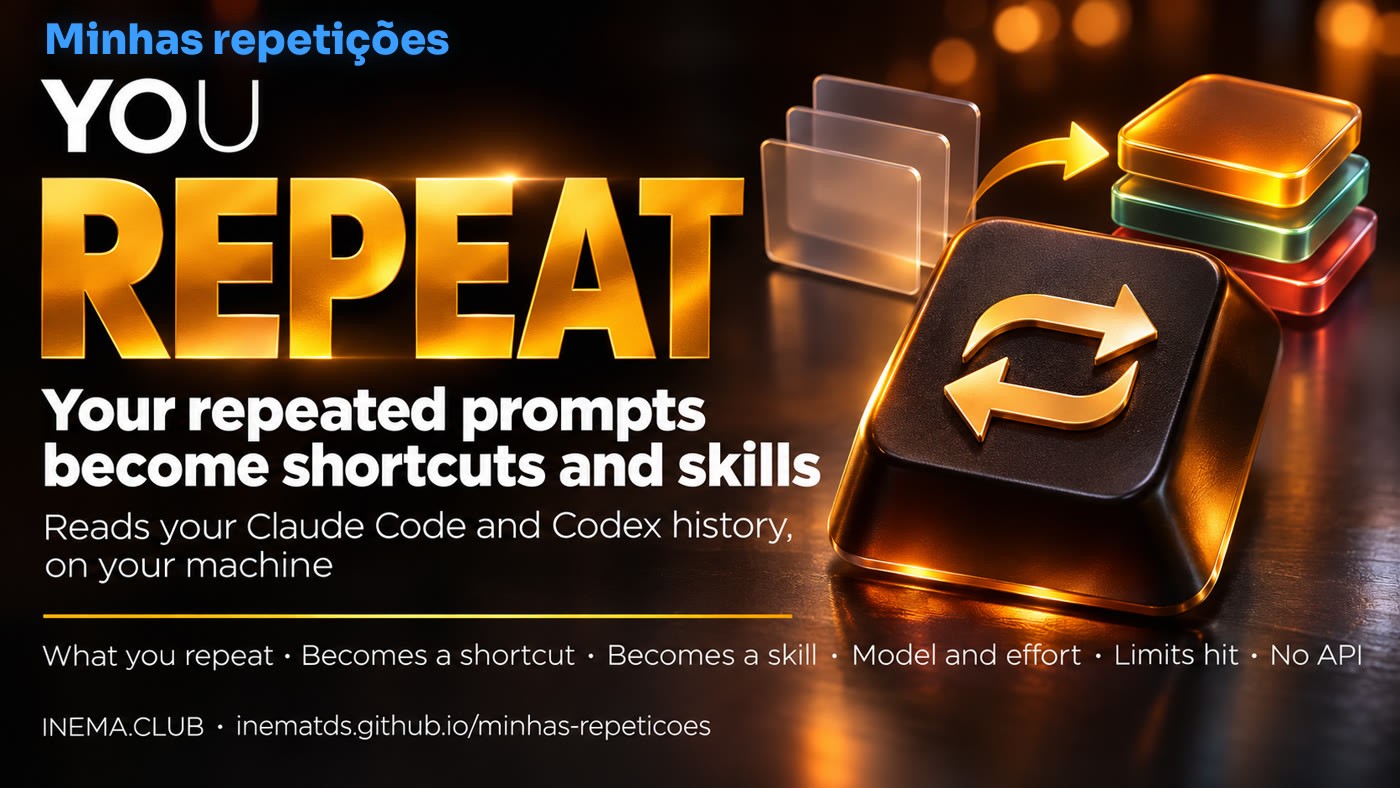 Minhas repetições
YOU
REPEAT
Your repeated prompts
become shortcuts and skills
Reads your Claude Code and Codex history,
on your machine
What you repeat • Becomes a shortcut • Becomes a skill • Model and effort • Limits hit • No API
INEMA.CLUB • inematds.github.io/minhas-repeticoes